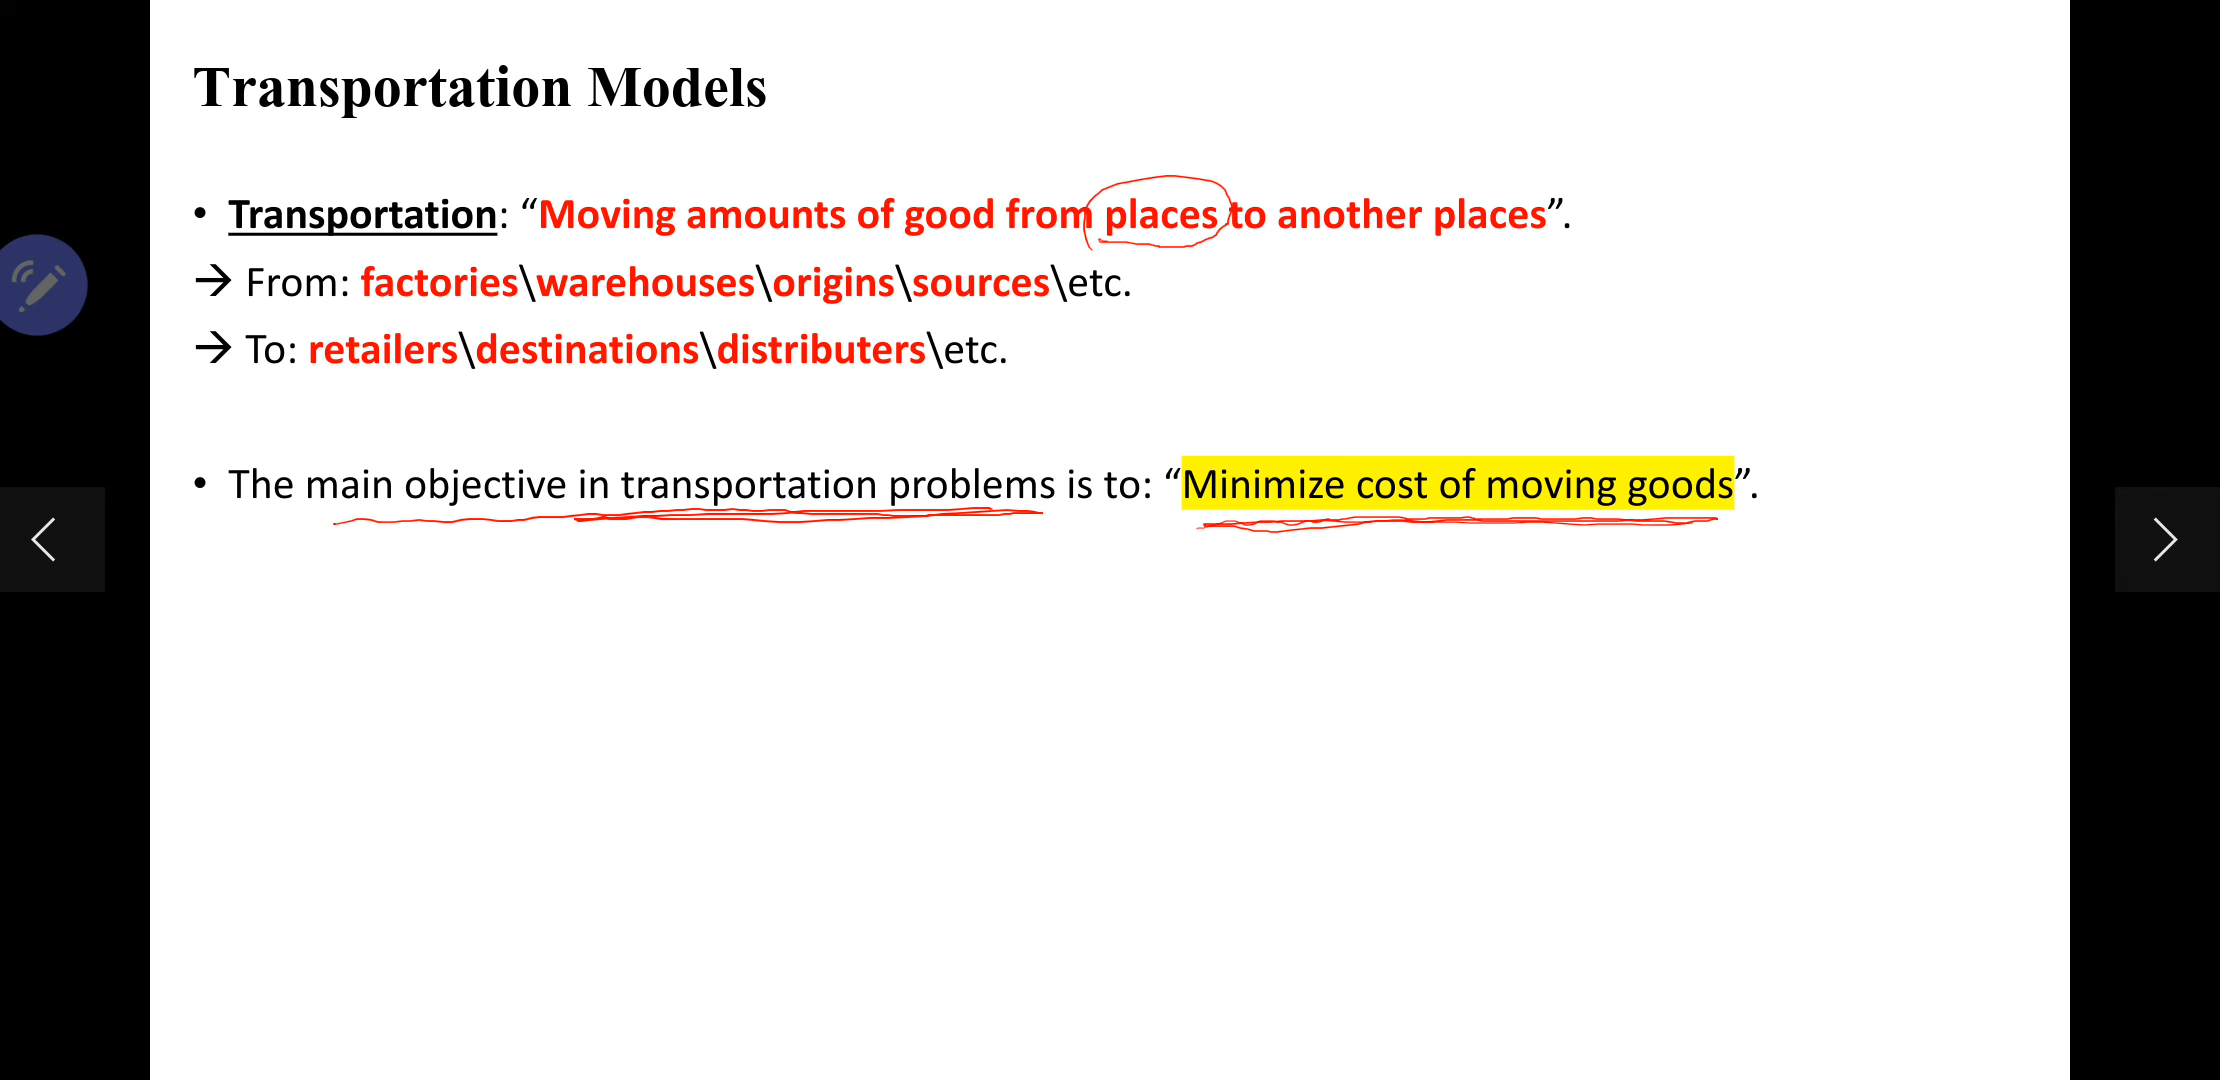 Transportation Models
• Transportation: “Moving amounts of good from places to another places”.
→ From: factories\warehouses\origins\sources\etc.
→ To: retailers\destinations\distributers\etc.
• The main objective in transportation problems is to: “Minimize cost of moving goods”.